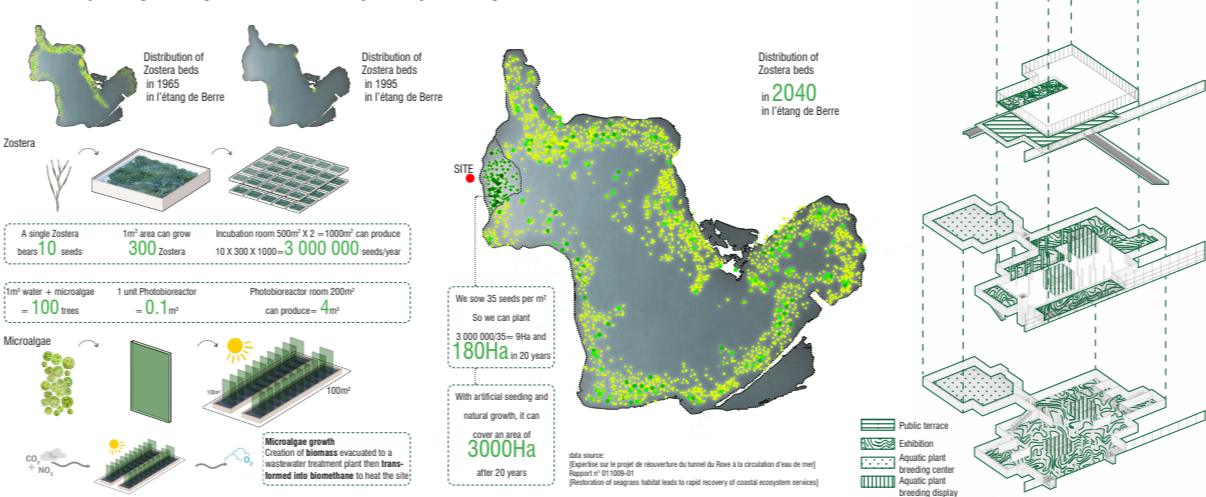 Distribution of
Zostera beds
in 1965
in l'étang de Berre
Distribution of
Zostera beds
in 1995
in l'étang de Berre
Zostera
A single Zostera
bears 10 seeds
1m² area can grow
300 Zostera
Incubation room 500m² X 2 =1000m² can produce
10 X 300 X 1000= 3 000 000 seeds/year
1m³ water + microalgae
= 100 trees
1 unit Photobioreactor
= 0.1m³
Photobioreactor room 200m²
can produce= 4m³
Microalgae
100m²
100m²
CO₂
+ NO₂
O₂
Microalgae growth
Creation of biomass evacuated to a
wastewater treatment plant then trans-
formed into biomethane to heat the site
SITE
Distribution of
Zostera beds
in 2040
in l'étang de Berre
We sow 35 seeds per m²
So we can plant
3 000 000/35≈ 9Ha and
180Ha in 20 years
With artificial seeding and
natural growth, it can
cover an area of
3000Ha
after 20 years
data source:
[Expertise sur le projet de réouverture du tunnel du Rove à la circulation d'eau de mer]
Rapport n° 011009-01
[Restoration of seagrass habitat leads to rapid recovery of coastal ecosystem services]
Public terrace
Exhibition
Aquatic plant
breeding center
Aquatic plant
breeding display